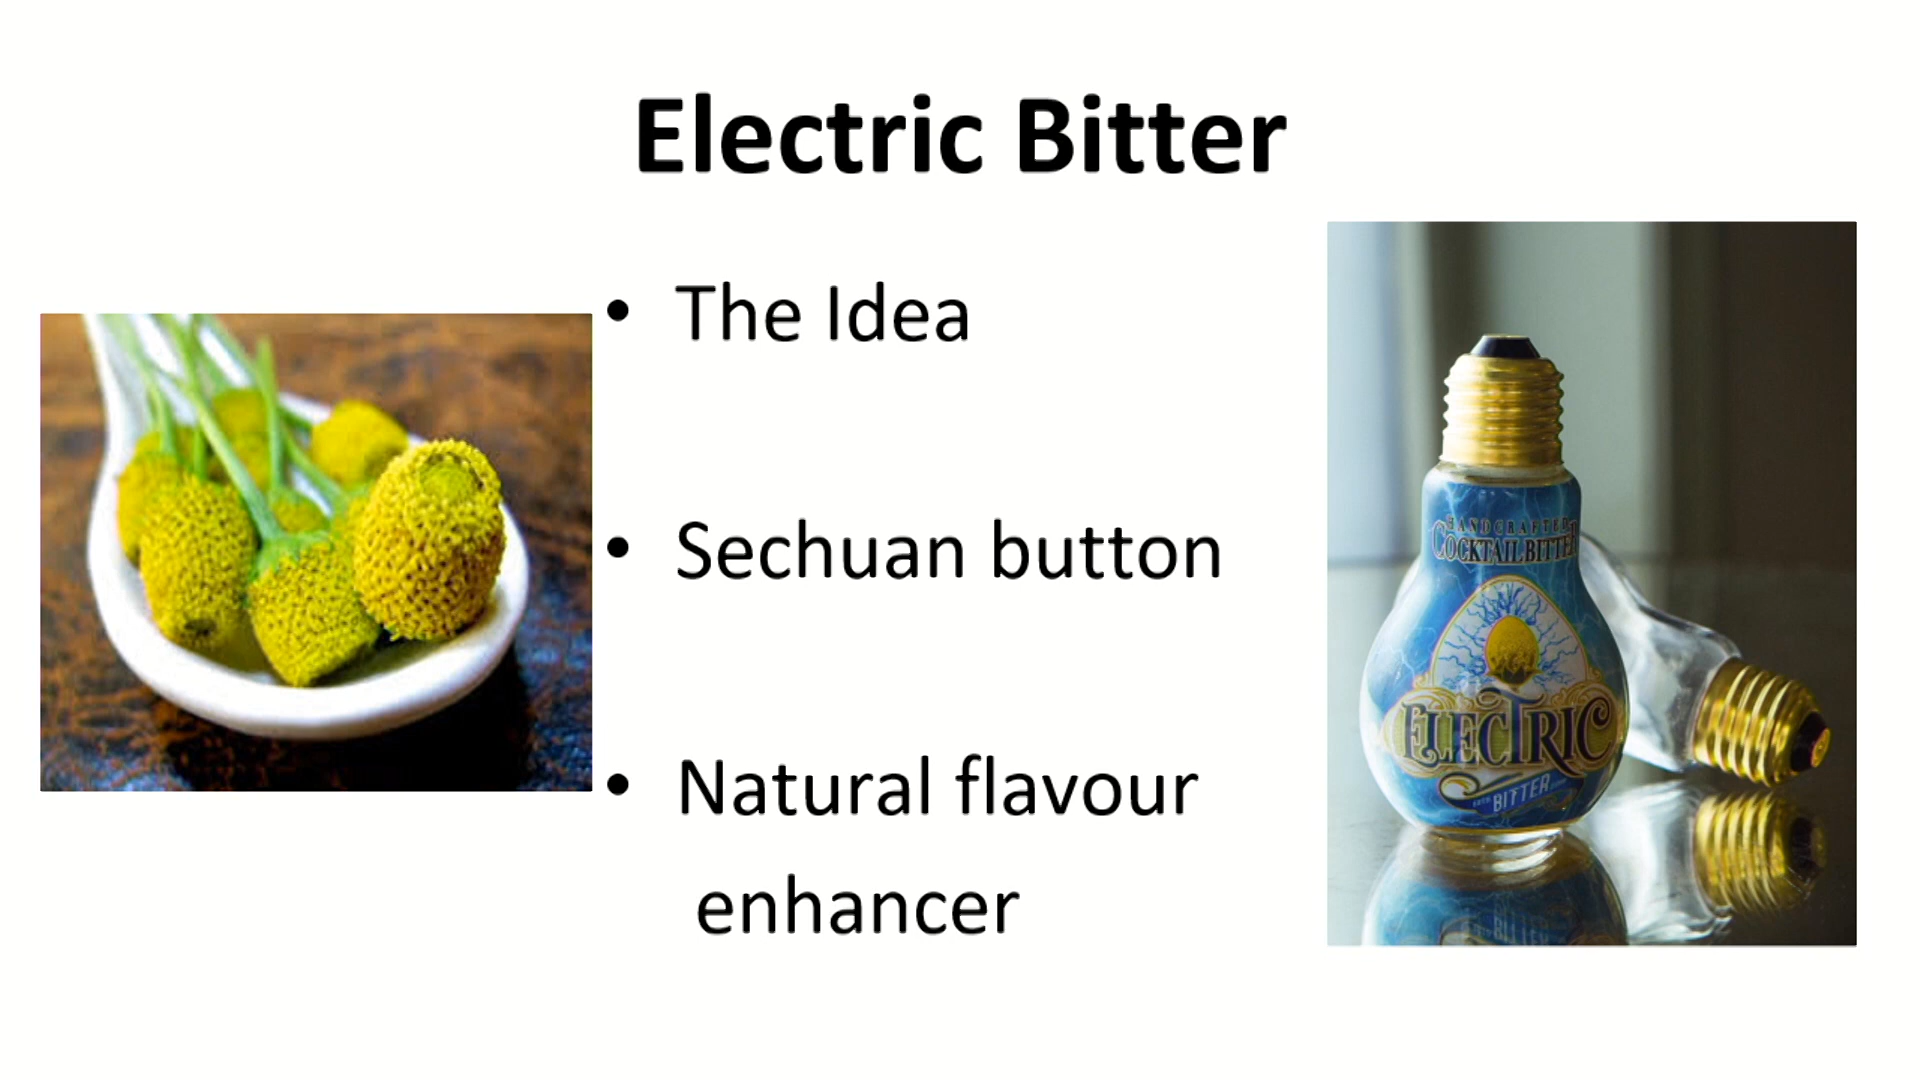 Electric Bitter
• The Idea
• Sechuan button
• Natural flavour
enhancer
HANDCRAFTED
COCKTAIL BITTER
ELECTRIC
BITTER